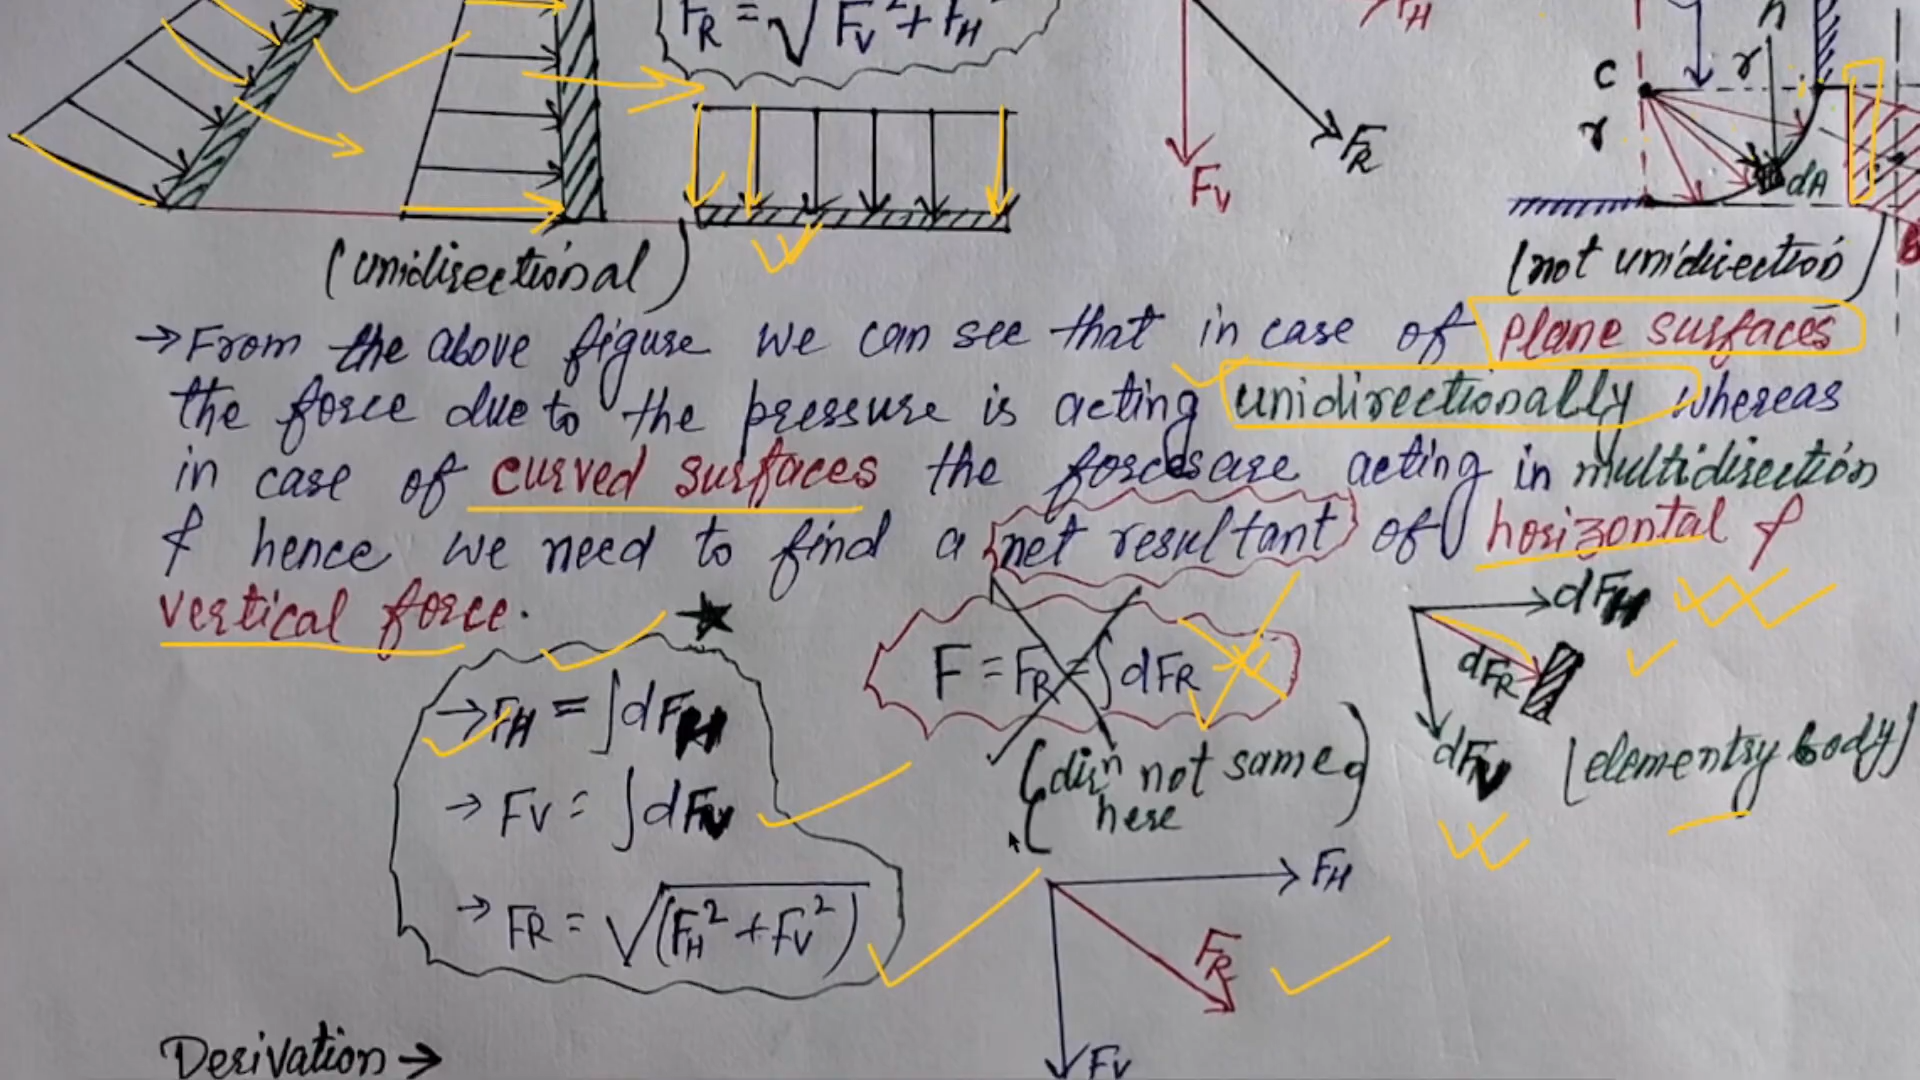 FR = √ Fv² + FH
FH
FR
Fv
C
r
n
r
dA
(unidirectional)
(not unidirection
→ From the above figure we can see that in case of plane surfaces
the force due to the pressure is acting unidirectionally whereas
in case of curved surfaces the forces are acting in multidirection
& hence we need to find a net resultant of horizontal &
vertical force.
→ FH = ∫dFH
→ Fv = ∫dFv
→ FR = √(FH² + Fv²)
F = FR = ∫dFR
(dirⁿ not same,
here
dFH
dFR
dFv
(elementry body)
FH
FR
Fv
Derivation →